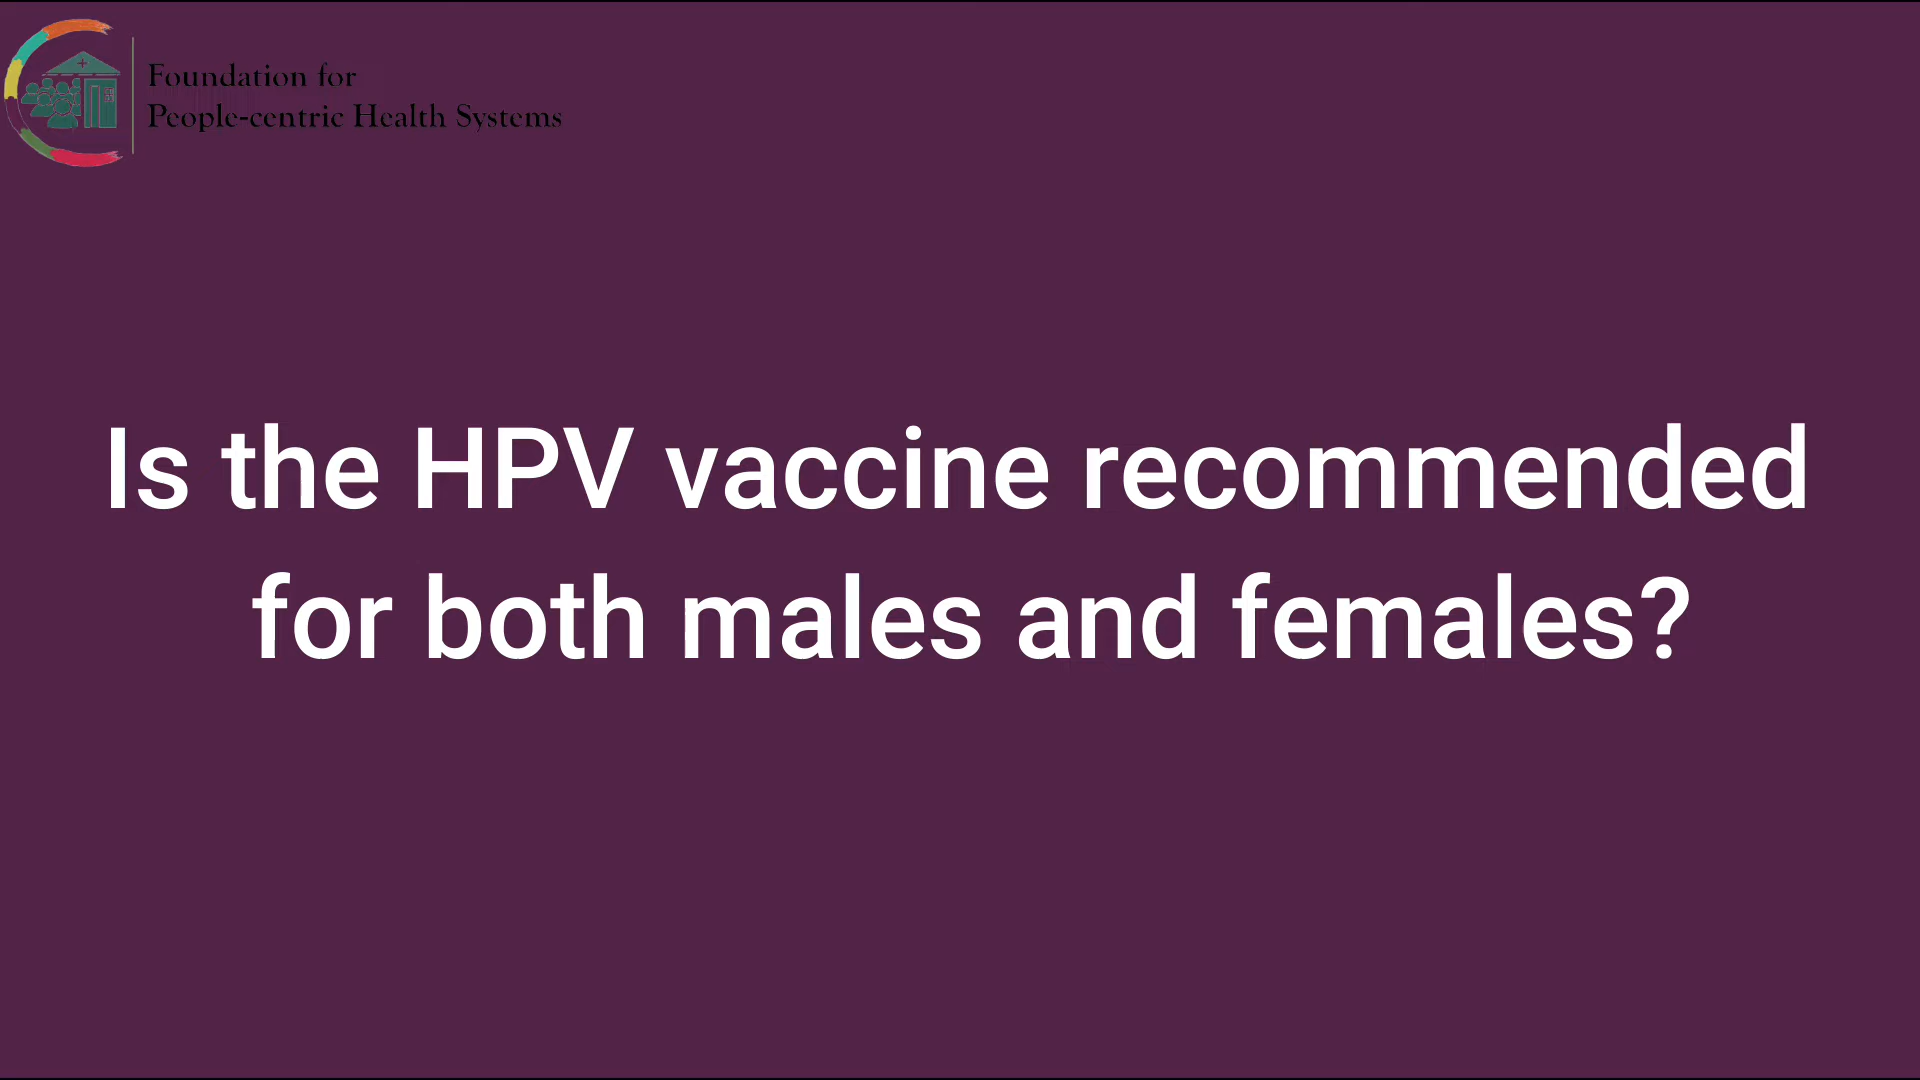 Foundation for
People-centric Health Systems
Is the HPV vaccine recommended
for both males and females?